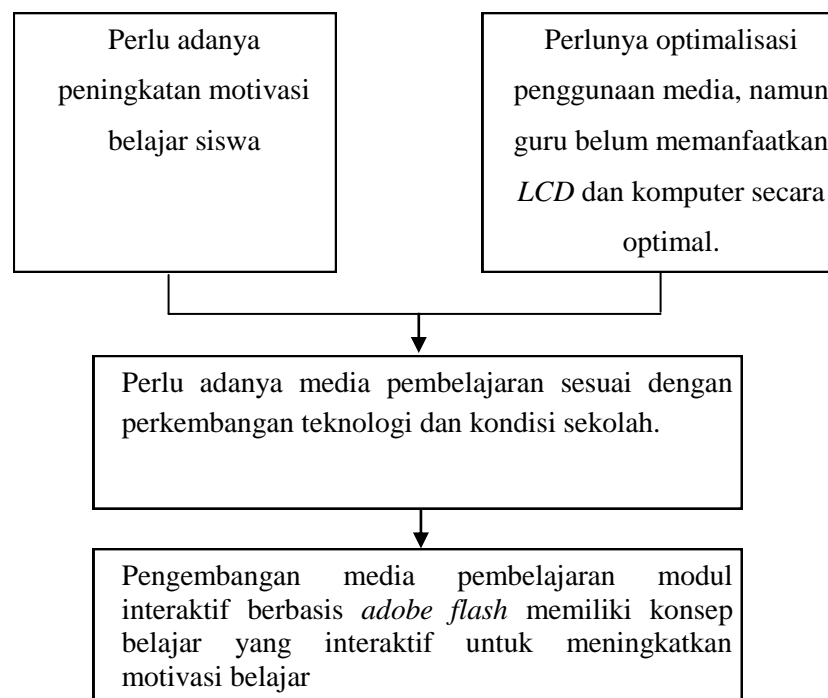 Perlu adanya
peningkatan motivasi
belajar siswa
Perlunya optimalisasi
penggunaan media, namun
guru belum memanfaatkan
LCD dan komputer secara
optimal.
Perlu adanya media pembelajaran sesuai dengan
perkembangan teknologi dan kondisi sekolah.
Pengembangan media pembelajaran modul
interaktif berbasis adobe flash memiliki konsep
belajar yang interaktif untuk meningkatkan
motivasi belajar